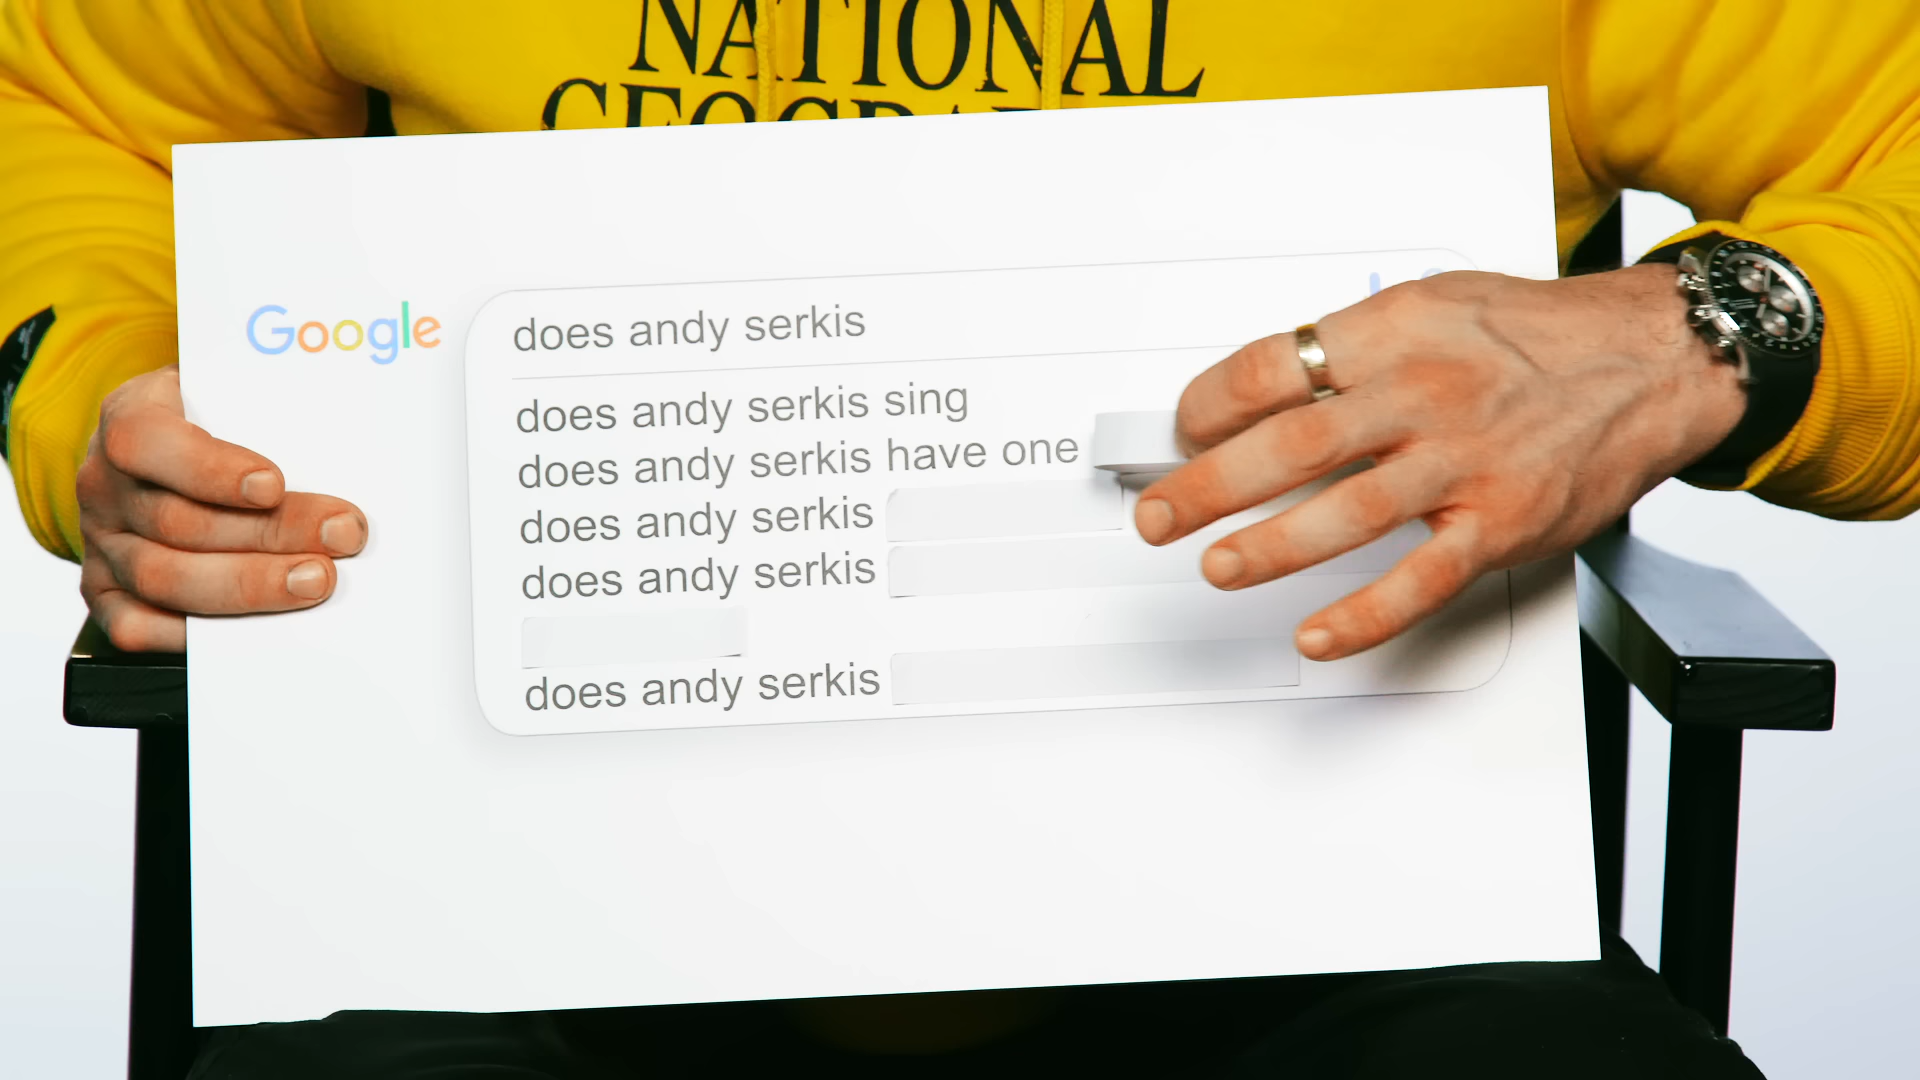 NATIONAL
Google
does andy serkis
does andy serkis sing
does andy serkis have one
does andy serkis
does andy serkis
does andy serkis